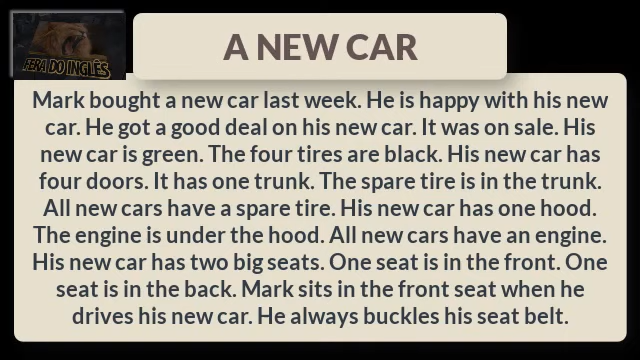 FERA DO INGLÊS
A NEW CAR
Mark bought a new car last week. He is happy with his new
car. He got a good deal on his new car. It was on sale. His
new car is green. The four tires are black. His new car has
four doors. It has one trunk. The spare tire is in the trunk.
All new cars have a spare tire. His new car has one hood.
The engine is under the hood. All new cars have an engine.
His new car has two big seats. One seat is in the front. One
seat is in the back. Mark sits in the front seat when he
drives his new car. He always buckles his seat belt.